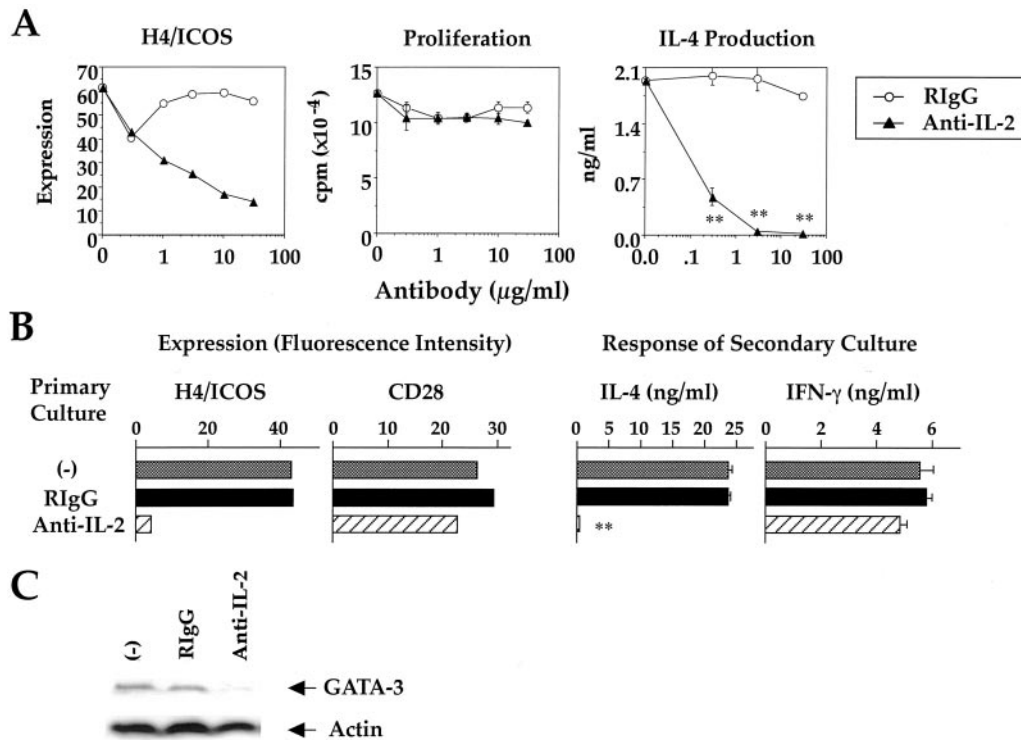 A
H4/ICOS
Proliferation
IL-4 Production
Expression
70
60
50
40
30
20
10
0
0
1
10
100
cpm (x10⁻⁴)
15
10
5
0
0
1
10
100
ng/ml
2.1
1.4
0.7
0.0
0.0
.1
1
10
100
** ** **
RIgG
Anti-IL-2
Antibody (µg/ml)
B
Expression (Fluorescence Intensity)
Response of Secondary Culture
Primary Culture
H4/ICOS
CD28
IL-4 (ng/ml)
IFN-γ (ng/ml)
0 20 40
0 10 20 30
0 5 10 15 20 25
0 2 4 6
(-)
RIgG
Anti-IL-2
**
C
(-)
RIgG
Anti-IL-2
GATA-3
Actin